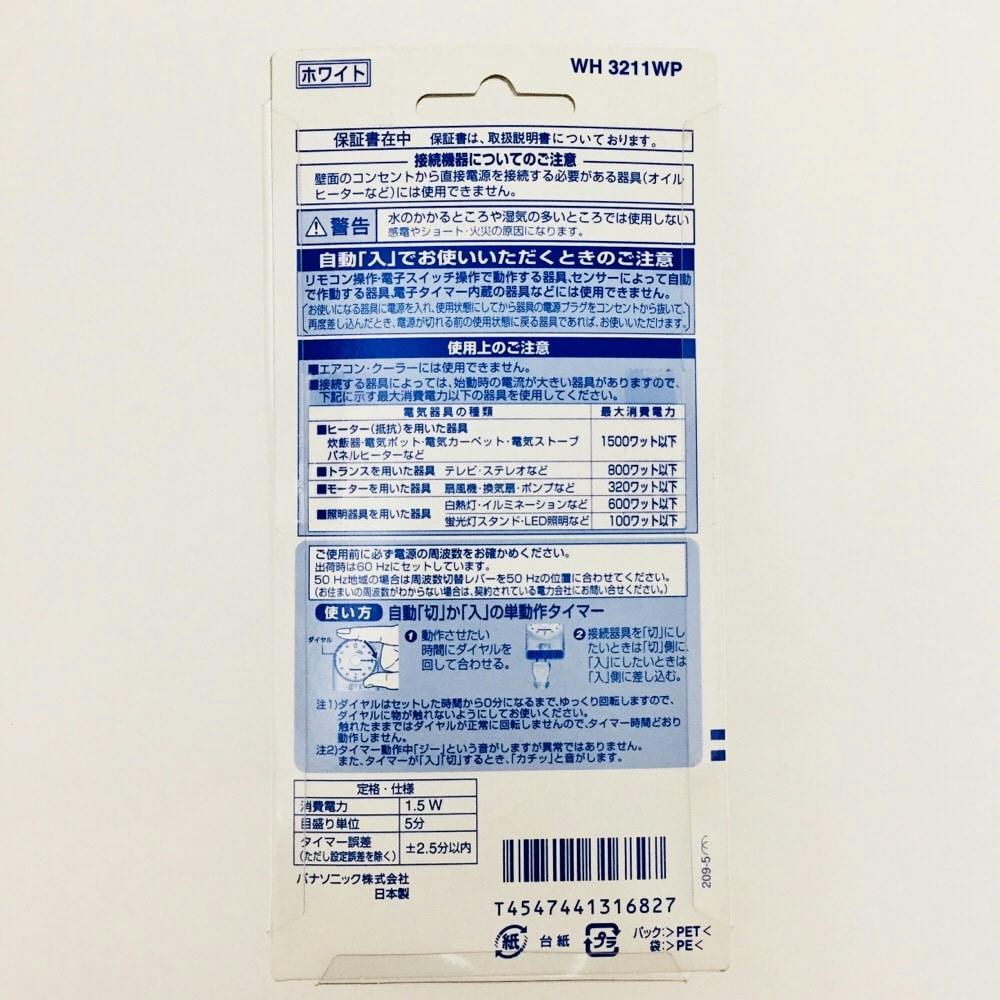 ホワイト
WH 3211WP
保証書在中 保証書は、取扱説明書についております。
接続機器についてのご注意
壁面のコンセントから直接電源を接続する必要がある器具(オイル
ヒーターなど)には使用できません。
警告
水のかかるところや湿気の多いところでは使用しない
感電やショート・火災の原因になります。
自動「入」でお使いいただくときのご注意
リモコン操作・電子スイッチ操作で動作する器具、センサーによって自動
で作動する器具、電子タイマー内蔵の器具などには使用できません。
(お使いになる器具に電源を入れ、使用状態にしてから器具の電源プラグをコンセントから抜いて、
再度差し込んだとき、電源が切れる前の使用状態に戻る器具であれば、お使いいただけます。)
使用上のご注意
■エアコン・クーラーには使用できません。
■接続する器具によっては、始動時の電流が大きい器具がありますので、
下記に示す最大消費電力以下の器具を使用してください。
電気器具の種類 最大消費電力
■ヒーター(抵抗)を用いた器具
炊飯器・電気ポット・電気カーペット・電気ストーブ
パネルヒーターなど
1500ワット以下
■トランスを用いた器具 テレビ・ステレオなど 800ワット以下
■モーターを用いた器具 扇風機・換気扇・ポンプなど 320ワット以下
■照明器具を用いた器具
白熱灯・イルミネーションなど 600ワット以下
蛍光灯スタンド・LED照明など 100ワット以下
ご使用前に必ず電源の周波数をお確かめください。
出荷時は60 Hzにセットしています。
50 Hz地域の場合は周波数切替レバーを50 Hzの位置に合わせてください。
(お住まいの周波数がわからない場合は、契約されている電力会社にお問い合せください。)
使い方 自動「切」か「入」の単動作タイマー
ダイヤル
❶ 動作させたい
時間にダイヤルを
回して合わせる。
❷ 接続器具を「切」にし
たいときは「切」側に、
「入」にしたいときは
「入」側に差し込む。
注1)ダイヤルはセットした時間から0分になるまで、ゆっくり回転しますので、
ダイヤルに物が触れないようにしてお使いください。
触れたままではダイヤルが正常に回転しませんので、タイマー時間どおり
動作しません。
注2)タイマー動作中「ジー」という音がしますが異常ではありません。
また、タイマーが「入」「切」するとき、「カチッ」と音がします。
定格・仕様
消費電力 1.5 W
目盛り単位 5分
タイマー誤差
(ただし設定誤差を除く)
±2.5分以内
パナソニック株式会社
日本製
T4547441316827
紙 台紙
プラ
パック:>PET<
袋:>PE<